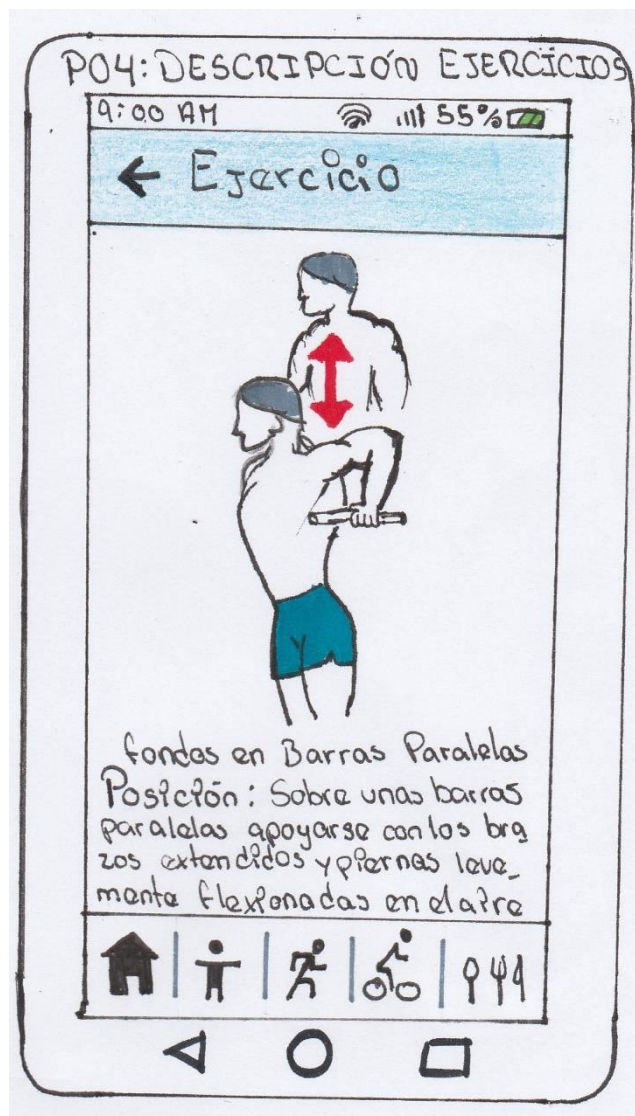 P04: DESCRIPCIÓN EJERCÍCIOS
9:00 AM 55%
← Ejercicio
fondos en Barras Paralelas
Posición: Sobre unas barras
paralelas apoyarse con los bra
zos extendidos y piernas leve_
mente flexionadas en el aire